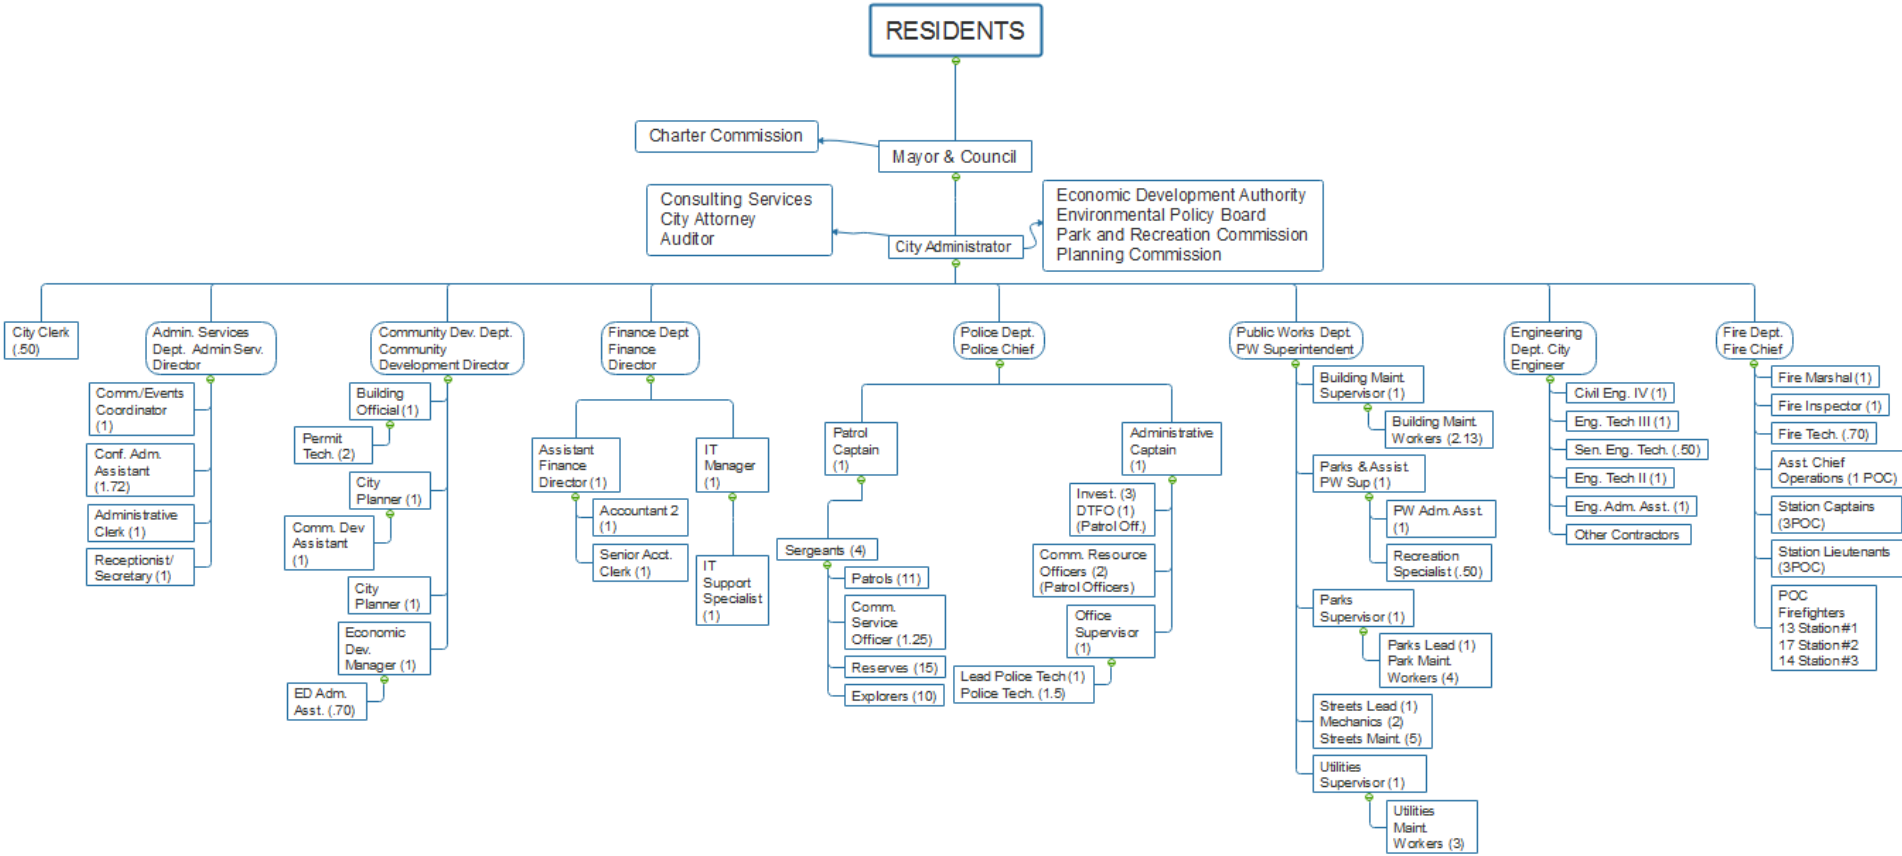 RESIDENTS
Charter Commission
Mayor & Council
Consulting Services
City Attorney
Auditor
Economic Development Authority
Environmental Policy Board
Park and Recreation Commission
Planning Commission
City Administrator
City Clerk
(.50)
Admin. Services
Dept. Admin Serv.
Director
Comm./Events
Coordinator
(1)
Conf. Adm.
Assistant
(1.72)
Administrative
Clerk (1)
Receptionist/
Secretary (1)
Community Dev. Dept.
Community
Development Director
Building
Official (1)
Permit
Tech. (2)
City
Planner (1)
Comm. Dev
Assistant
(1)
City
Planner (1)
Economic
Dev.
Manager (1)
ED Adm.
Asst. (.70)
Finance Dept
Finance
Director
Assistant
Finance
Director (1)
Accountant 2
(1)
Senior Acct.
Clerk (1)
IT
Manager
(1)
IT
Support
Specialist
(1)
Police Dept.
Police Chief
Patrol
Captain
(1)
Sergeants (4)
Patrols (11)
Comm.
Service
Officer (1.25)
Reserves (15)
Explorers (10)
Administrative
Captain
(1)
Invest. (3)
DTFO (1)
(Patrol Off.)
Comm. Resource
Officers (2)
(Patrol Officers)
Office
Supervisor
(1)
Lead Police Tech (1)
Police Tech. (1.5)
Public Works Dept.
PW Superintendent
Building Maint.
Supervisor (1)
Building Maint.
Workers (2.13)
Parks & Assist.
PW Sup (1)
PW Adm. Asst.
(1)
Recreation
Specialist (.50)
Parks
Supervisor (1)
Parks Lead (1)
Park Maint.
Workers (4)
Streets Lead (1)
Mechanics (2)
Streets Maint. (5)
Utilities
Supervisor (1)
Utilities
Maint.
Workers (3)
Engineering
Dept. City
Engineer
Civil Eng. IV (1)
Eng. Tech III (1)
Sen. Eng. Tech. (.50)
Eng. Tech II (1)
Eng. Adm. Asst. (1)
Other Contractors
Fire Dept.
Fire Chief
Fire Marshal (1)
Fire Inspector (1)
Fire Tech. (.70)
Asst. Chief
Operations (1 POC)
Station Captains
(3POC)
Station Lieutenants
(3POC)
POC
Firefighters
13 Station #1
17 Station #2
14 Station #3